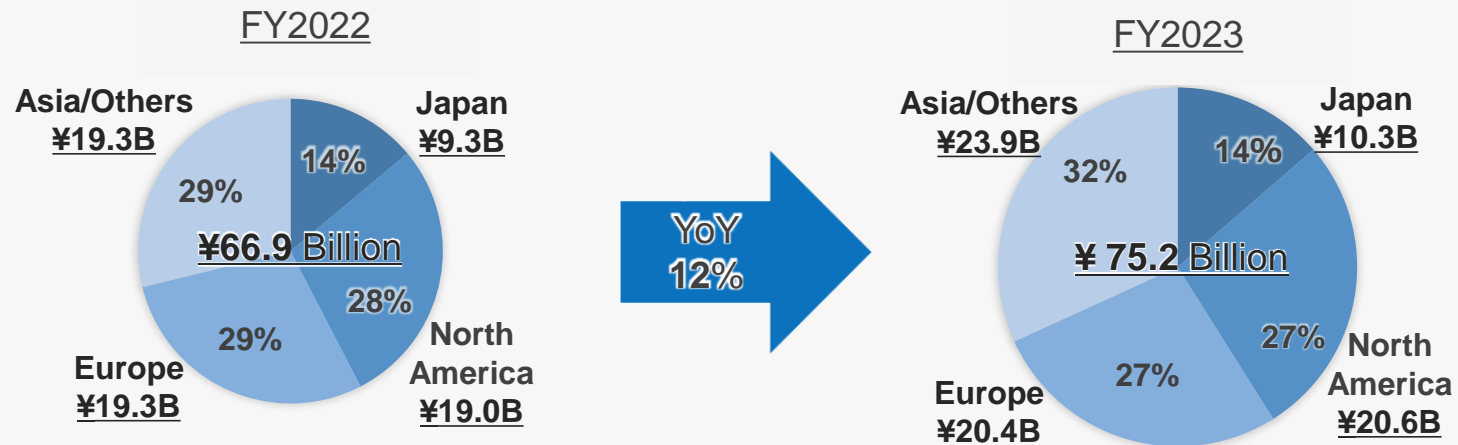 FY2022
Asia/Others
¥19.3B
Japan
¥9.3B
14%
29%
¥66.9 Billion
28%
29%
North
America
¥19.0B
Europe
¥19.3B
YoY
12%
FY2023
Asia/Others
¥23.9B
Japan
¥10.3B
14%
32%
¥ 75.2 Billion
27%
27%
North
America
¥20.6B
Europe
¥20.4B